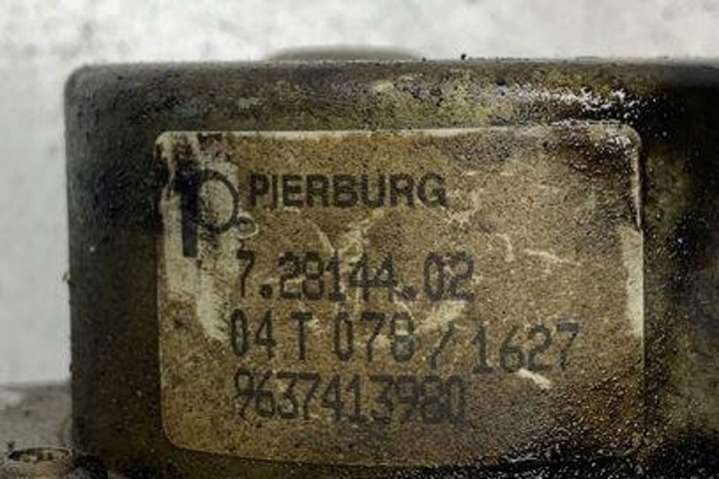 PIERBURG
7.28144.02
04 T 078 / 1627
9637413980